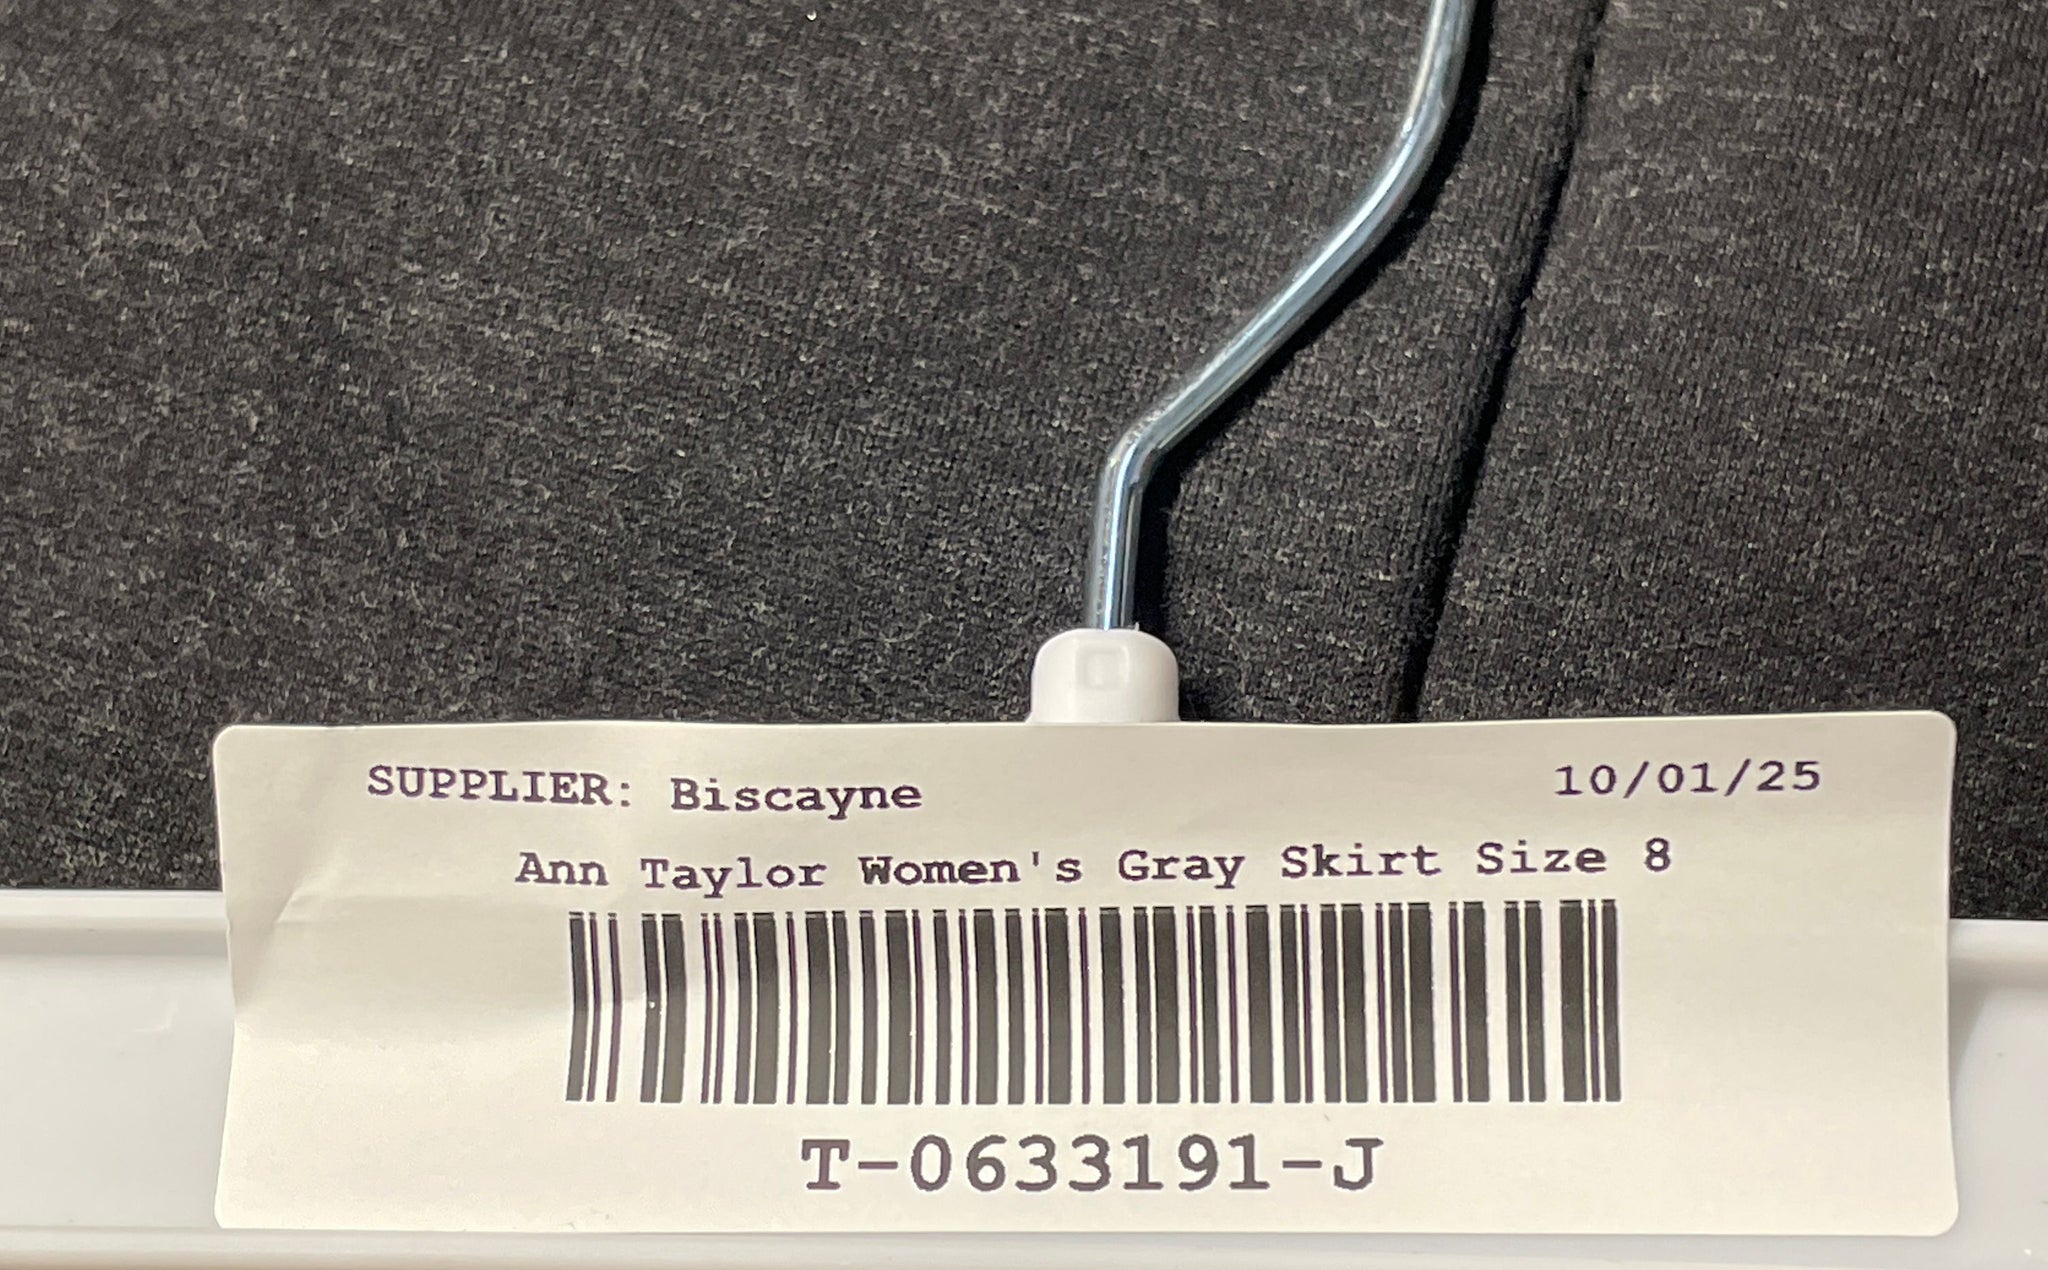 SUPPLIER: Biscayne 10/01/25
Ann Taylor Women's Gray Skirt Size 8
T-0633191-J